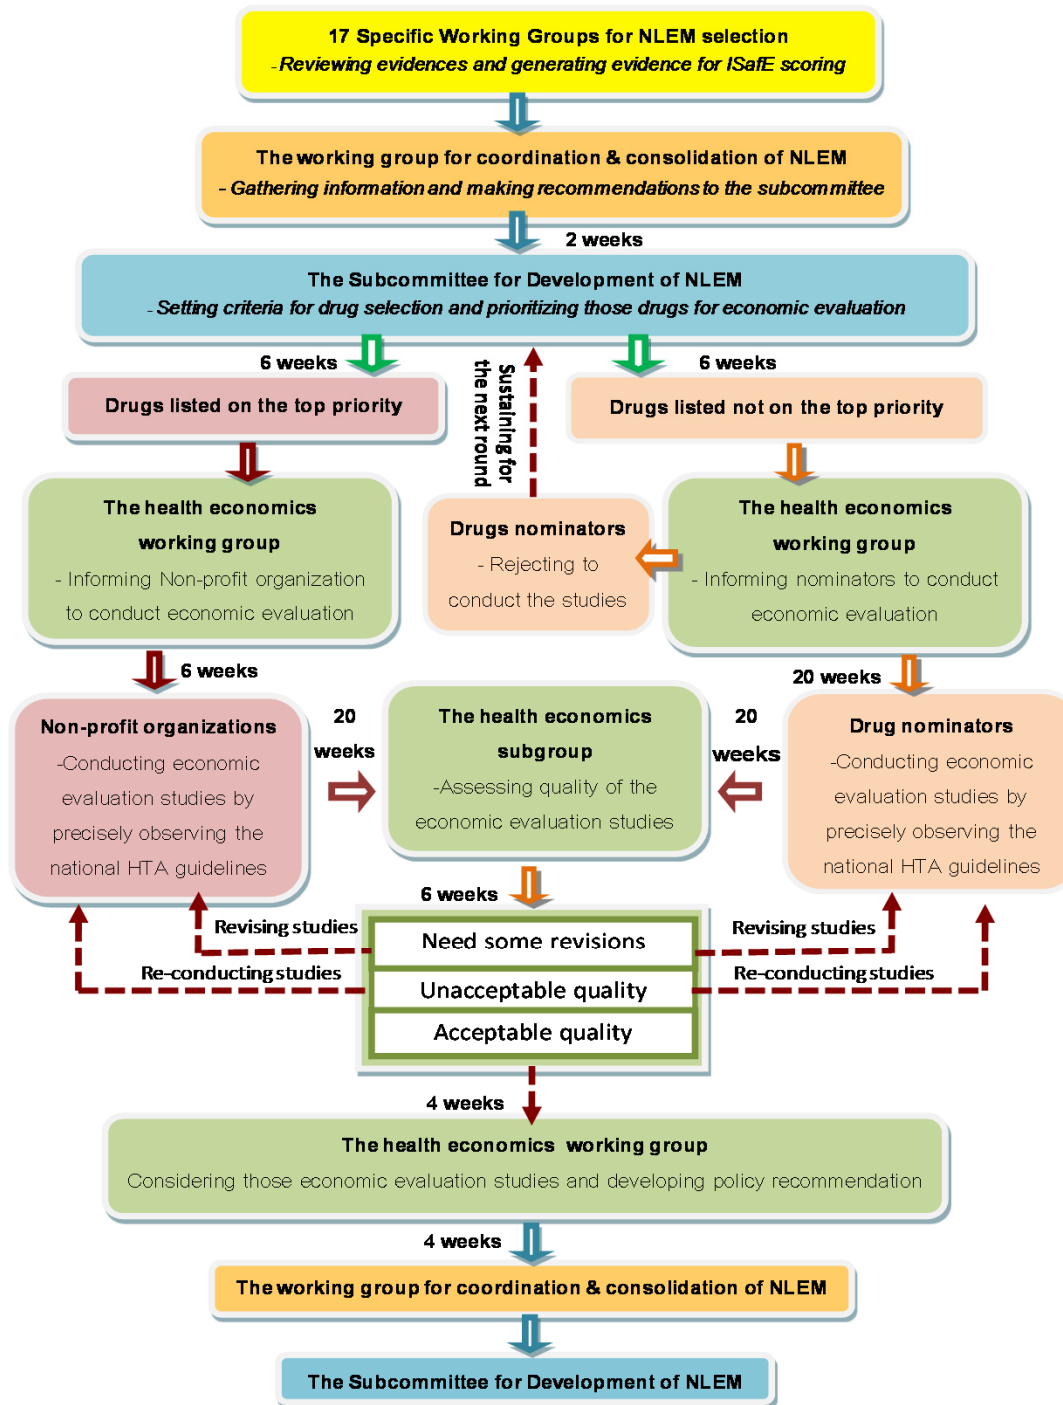 17 Specific Working Groups for NLEM selection
- Reviewing evidences and generating evidence for ISafE scoring
The working group for coordination & consolidation of NLEM
- Gathering information and making recommendations to the subcommittee
2 weeks
The Subcommittee for Development of NLEM
- Setting criteria for drug selection and prioritizing those drugs for economic evaluation
6 weeks
6 weeks
Sustaining for
the next round
Drugs listed on the top priority
Drugs listed not on the top priority
The health economics
working group
- Informing Non-profit organization
to conduct economic evaluation
Drugs nominators
- Rejecting to
conduct the studies
The health economics
working group
- Informing nominators to conduct
economic evaluation
6 weeks
20 weeks
Non-profit organizations
-Conducting economic
evaluation studies by
precisely observing the
national HTA guidelines
20
weeks
The health economics
subgroup
-Assessing quality of the
economic evaluation studies
20
weeks
Drug nominators
-Conducting economic
evaluation studies by
precisely observing the
national HTA guidelines
6 weeks
Revising studies
Need some revisions
Revising studies
Re-conducting studies
Unacceptable quality
Re-conducting studies
Acceptable quality
4 weeks
The health economics working group
Considering those economic evaluation studies and developing policy recommendation
4 weeks
The working group for coordination & consolidation of NLEM
The Subcommittee for Development of NLEM